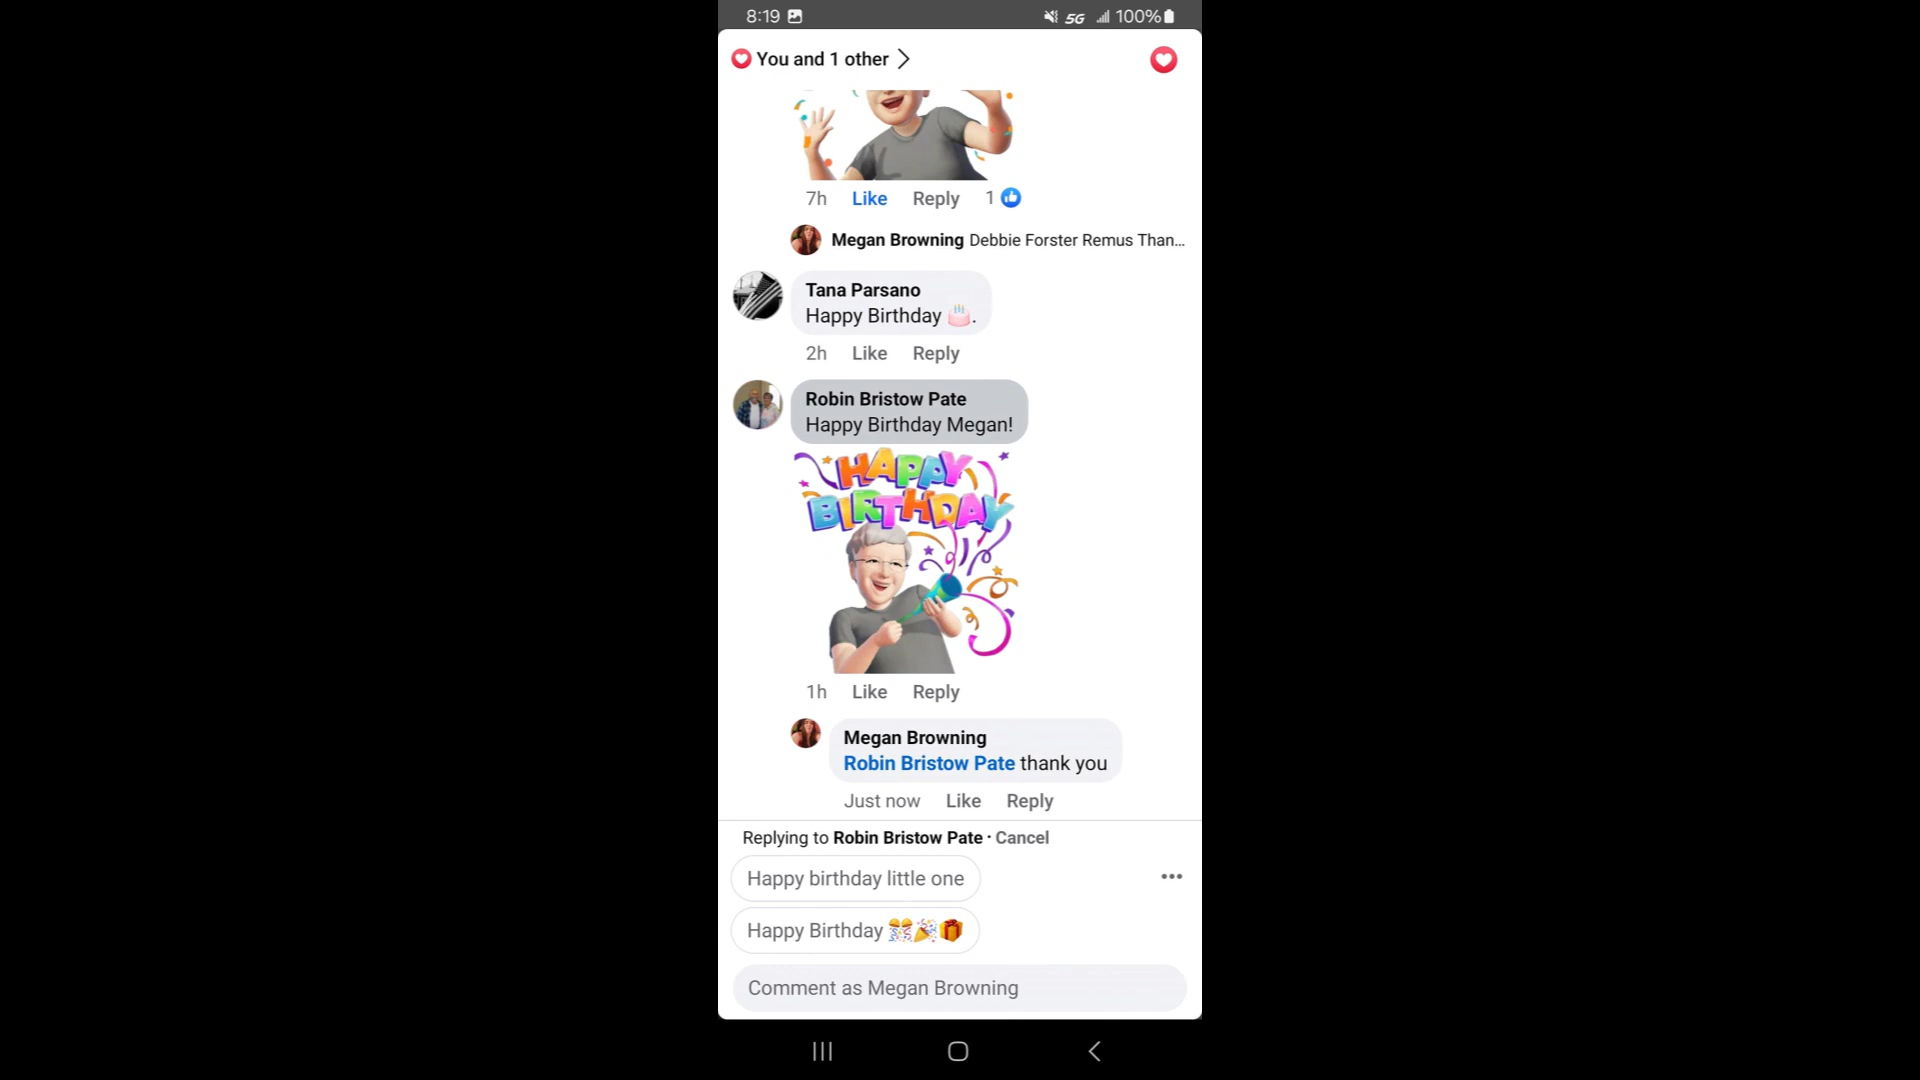 8:19 5G 100%
You and 1 other
7h Like Reply 1
Megan Browning Debbie Forster Remus Than...
Tana Parsano
Happy Birthday 🎂.
2h Like Reply
Robin Bristow Pate
Happy Birthday Megan!
HAPPY
BIRTHDAY
1h Like Reply
Megan Browning
Robin Bristow Pate thank you
Just now Like Reply
Replying to Robin Bristow Pate · Cancel
Happy birthday little one
Happy Birthday 🎊🎉🎁
Comment as Megan Browning